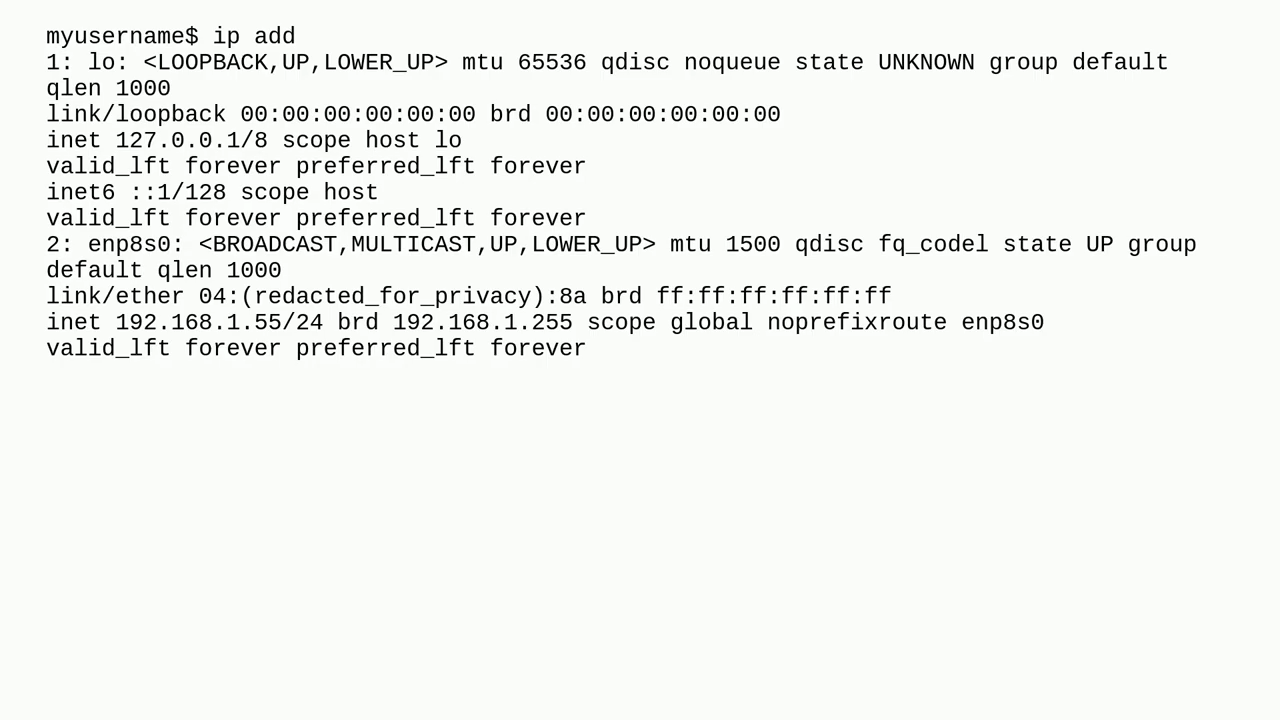 myusername$ ip add
1: lo: <LOOPBACK,UP,LOWER_UP> mtu 65536 qdisc noqueue state UNKNOWN group default
qlen 1000
link/loopback 00:00:00:00:00:00 brd 00:00:00:00:00:00
inet 127.0.0.1/8 scope host lo
valid_lft forever preferred_lft forever
inet6 ::1/128 scope host
valid_lft forever preferred_lft forever
2: enp8s0: <BROADCAST,MULTICAST,UP,LOWER_UP> mtu 1500 qdisc fq_codel state UP group
default qlen 1000
link/ether 04:(redacted_for_privacy):8a brd ff:ff:ff:ff:ff:ff
inet 192.168.1.55/24 brd 192.168.1.255 scope global noprefixroute enp8s0
valid_lft forever preferred_lft forever